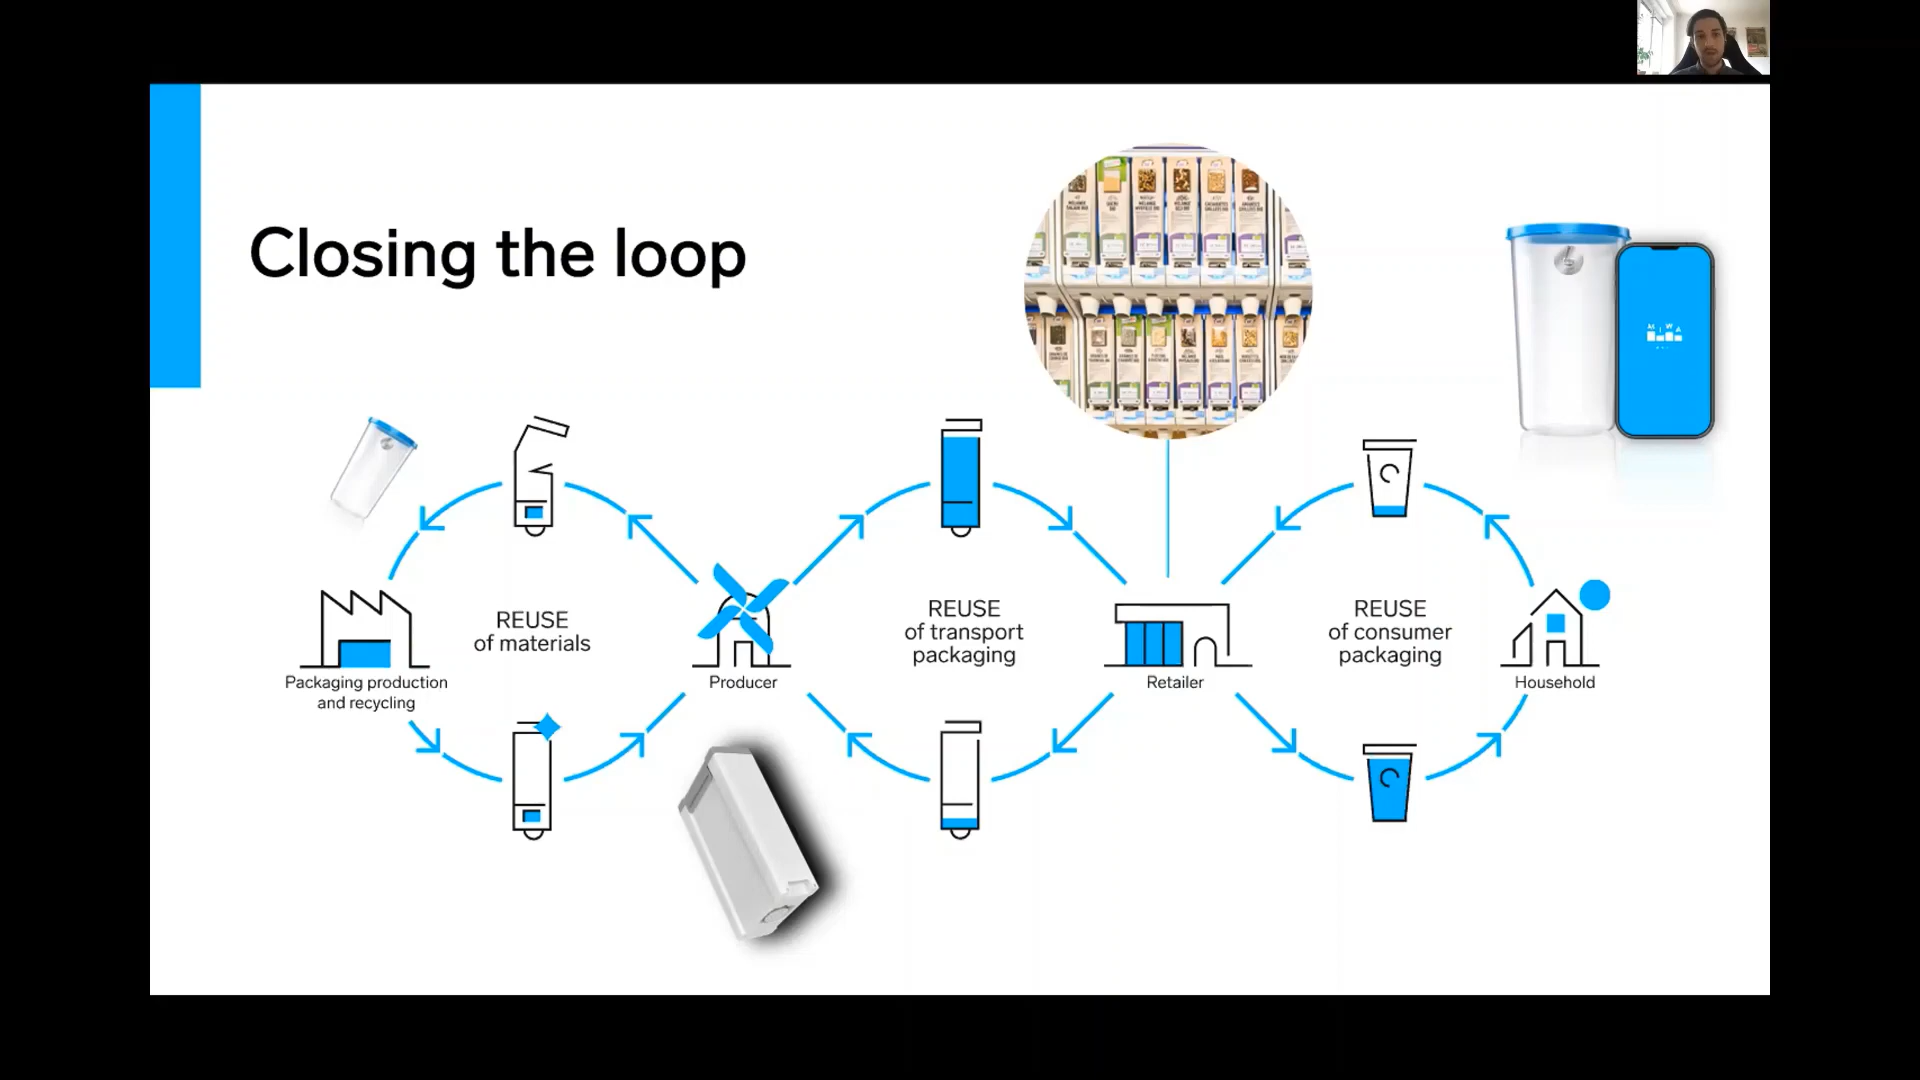 Closing the loop
MIWA
REUSE
of materials
REUSE
of transport
packaging
REUSE
of consumer
packaging
Packaging production
and recycling
Producer
Retailer
Household